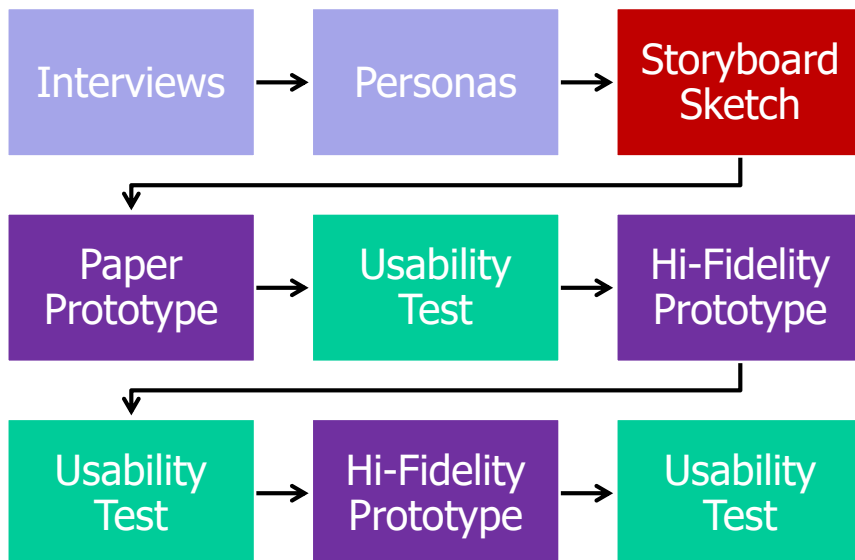 Interviews
Personas
Storyboard
Sketch
Paper
Prototype
Usability
Test
Hi-Fidelity
Prototype
Usability
Test
Hi-Fidelity
Prototype
Usability
Test